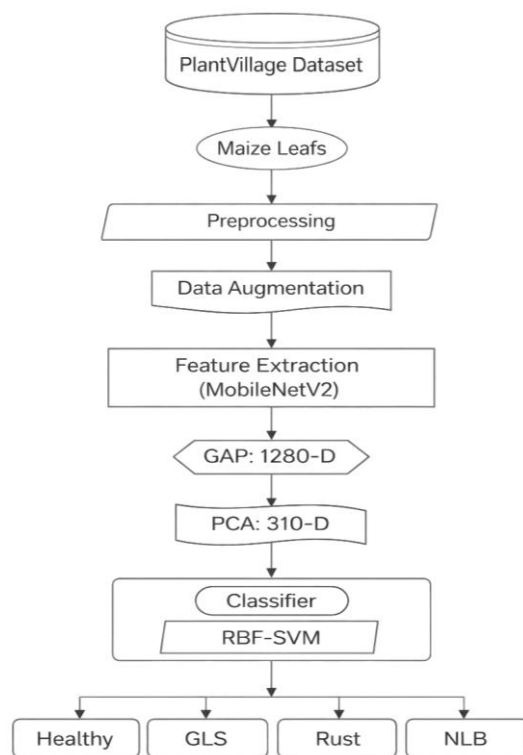 PlantVillage Dataset
Maize Leafs
Preprocessing
Data Augmentation
Feature Extraction
(MobileNetV2)
GAP: 1280-D
PCA: 310-D
Classifier
RBF-SVM
Healthy
GLS
Rust
NLB